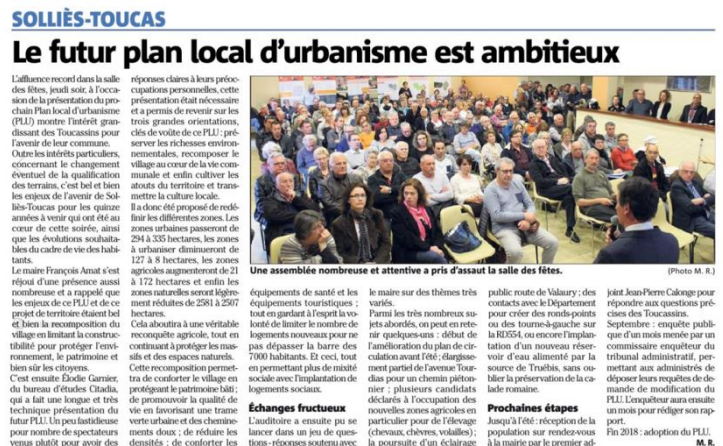 SOLLIÈS-TOUCAS
Le futur plan local d'urbanisme est ambitieux
L'affluence record dans la salle
des fêtes, jeudi soir, à l'occa-
sion de la présentation du pro-
chain Plan local d'urbanisme
(PLU) montre l'intérêt gran-
dissant des Toucassins pour
l'avenir de leur commune.
Outre les intérêts particuliers,
concernant le changement
éventuel de la qualification
des terrains, c'est bel et bien
les enjeux de l'avenir de Sol-
liès-Toucas pour les quinze
années à venir qui ont été au
cœur de cette soirée, ainsi
que les évolutions souhaita-
bles du cadre de vie des habi-
tants.
Le maire François Amat s'est
réjoui d'une présence aussi
nombreuse et a rappelé que
les enjeux de ce PLU et de ce
projet de territoire étaient bel
et bien la recomposition du
village en limitant la construc-
tibilité pour protéger l'envi-
ronnement, le patrimoine et
bien sûr les citoyens.
C'est ensuite Élodie Garnier,
du bureau d'études Citadia,
qui a fait une longue et très
technique présentation du
futur PLU. Un peu fastidieuse
pour nombre de spectateurs
venus plutôt pour avoir des
réponses claires à leurs préoc-
cupations personnelles, cette
présentation était nécessaire
et a permis de revenir sur les
trois grandes orientations,
clés de voûte de ce PLU : pré-
server les richesses environ-
nementales, recomposer le
village au cœur de la vie com-
munale et enfin cultiver les
atouts du territoire et trans-
mettre la culture locale.
Il a donc été proposé de redé-
finir les différentes zones. Les
zones urbaines passeront de
294 à 335 hectares, les zones
à urbaniser diminueront de
127 à 8 hectares, les zones
agricoles augmenteront de 21
à 172 hectares et enfin les
zones naturelles seront légère-
ment réduites de 2581 à 2507
hectares.
Cela aboutira à une véritable
reconquête agricole, tout en
continuant à protéger les mas-
sifs et des espaces naturels.
Cette recomposition permet-
tra de conforter le village en
protégeant le patrimoine bâti ;
de promouvoir la qualité de
vie en favorisant une trame
verte urbaine et des chemine-
ments doux ; de réduire les
densités ; de conforter les
Une assemblée nombreuse et attentive a pris d'assaut la salle des fêtes.
(Photo M. R.)
équipements de santé et les
équipements touristiques ;
tout en gardant à l'esprit la vo-
lonté de limiter le nombre de
logements nouveaux pour ne
pas dépasser la barre des
7000 habitants. Et ceci, tout
en permettant plus de mixité
sociale avec l'implantation de
logements sociaux.
Échanges fructueux
L'auditoire a ensuite pu se
lancer dans un jeu de ques-
tions - réponses soutenu avec
le maire sur des thèmes très
variés.
Parmi les très nombreux su-
jets abordés, on peut en rete-
nir quelques-uns : début de
l'amélioration du plan de cir-
culation avant l'été ; élargisse-
ment partiel de l'avenue Tour-
dias pour un chemin piéton-
nier ; plusieurs candidats
déclarés à l'occupation des
nouvelles zones agricoles en
particulier pour de l'élevage
(chevaux, chèvres, volailles) ;
la poursuite d'un éclairage
public route de Valaury ; des
contacts avec le Département
pour créer des ronds-points
ou des tourne-à-gauche sur
la RD554, ou encore l'implan-
tation d'un nouveau réser-
voir d'eau alimenté par la
source de Truébis, sans ou-
blier la préservation de la ca-
lade romaine.
Prochaines étapes
Jusqu'à l'été : réception de la
population sur rendez-vous
à la mairie par le premier ad-
joint Jean-Pierre Calonge pour
répondre aux questions préci-
ses des Toucassins.
Septembre : enquête publi-
que d'un mois menée par un
commissaire enquêteur du
tribunal administratif, per-
mettant aux administrés de
déposer leurs requêtes de de-
mande de modification du
PLU. L'enquêteur aura ensuite
un mois pour rédiger son rap-
port.
Fin 2018 : adoption du PLU.
M. R.